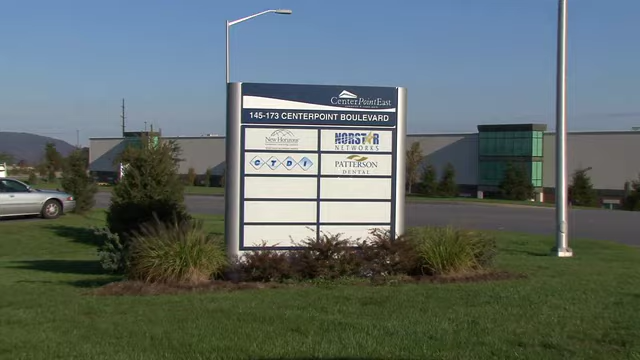 CenterPointEast
145-173 CENTERPOINT BOULEVARD
New Horizons
NORSTAR
NETWORKS
CTDI
PATTERSON
DENTAL